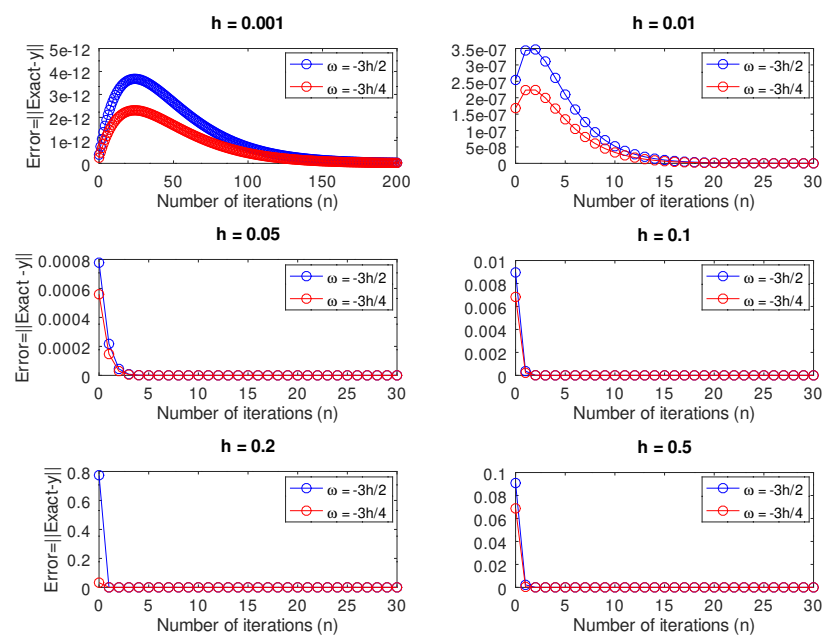 h = 0.001
5e-12
4e-12
3e-12
2e-12
1e-12
0
Error=||Exact-y||
ω = -3h/2
ω = -3h/4
0 50 100 150 200
Number of iterations (n)
h = 0.01
3.5e-07
3e-07
2.5e-07
2e-07
1.5e-07
1e-07
5e-08
0
ω = -3h/2
ω = -3h/4
0 5 10 15 20 25 30
Number of iterations (n)
h = 0.05
0.0008
0.0006
0.0004
0.0002
0
Error=||Exact -y||
ω = -3h/2
ω = -3h/4
0 5 10 15 20 25 30
Number of iterations (n)
h = 0.1
0.01
0.008
0.006
0.004
0.002
0
ω = -3h/2
ω = -3h/4
0 5 10 15 20 25 30
Number of iterations (n)
h = 0.2
0.8
0.6
0.4
0.2
0
Error=||Exact-y||
ω = -3h/2
ω = -3h/4
0 5 10 15 20 25 30
Number of iterations (n)
h = 0.5
0.1
0.08
0.06
0.04
0.02
0
ω = -3h/2
ω = -3h/4
0 5 10 15 20 25 30
Number of iterations (n)